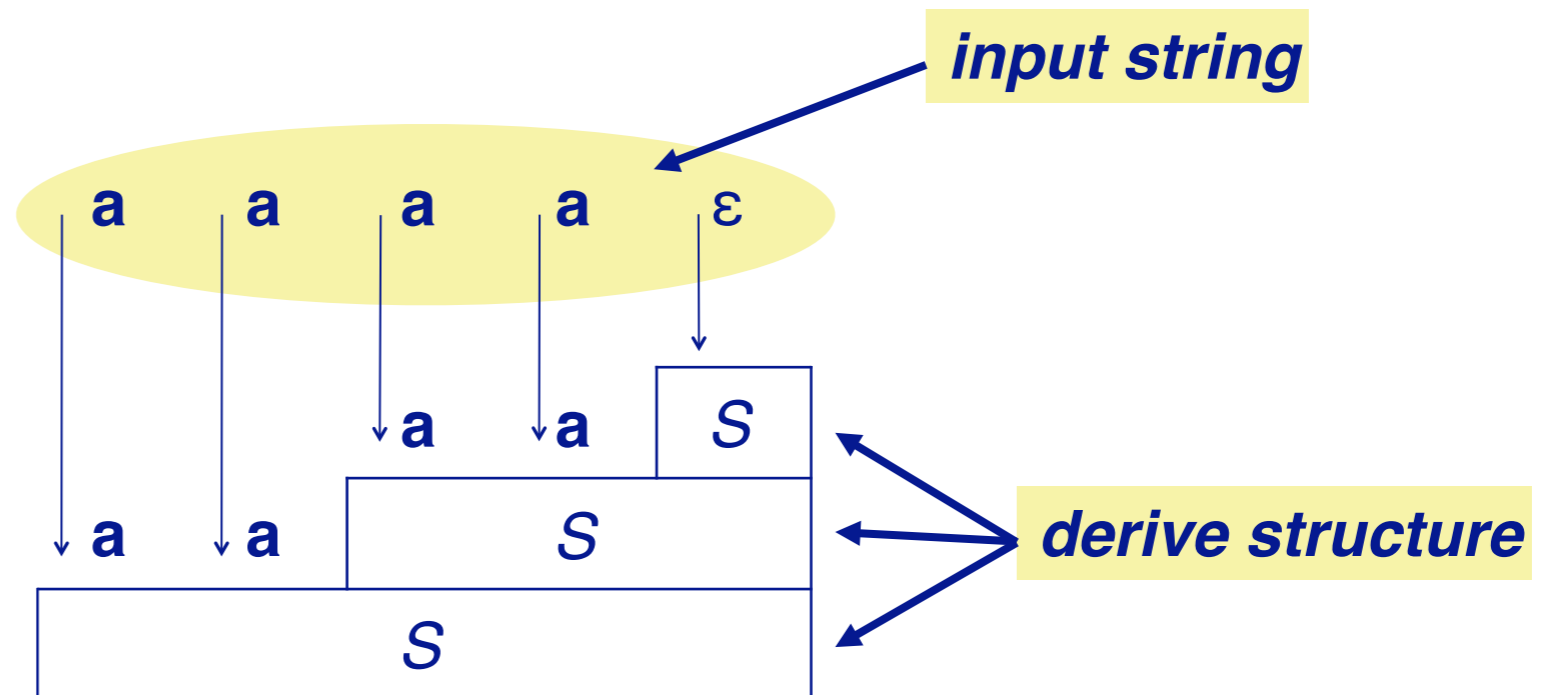 input string
a a a a ε
a a S
a a S
S
derive structure